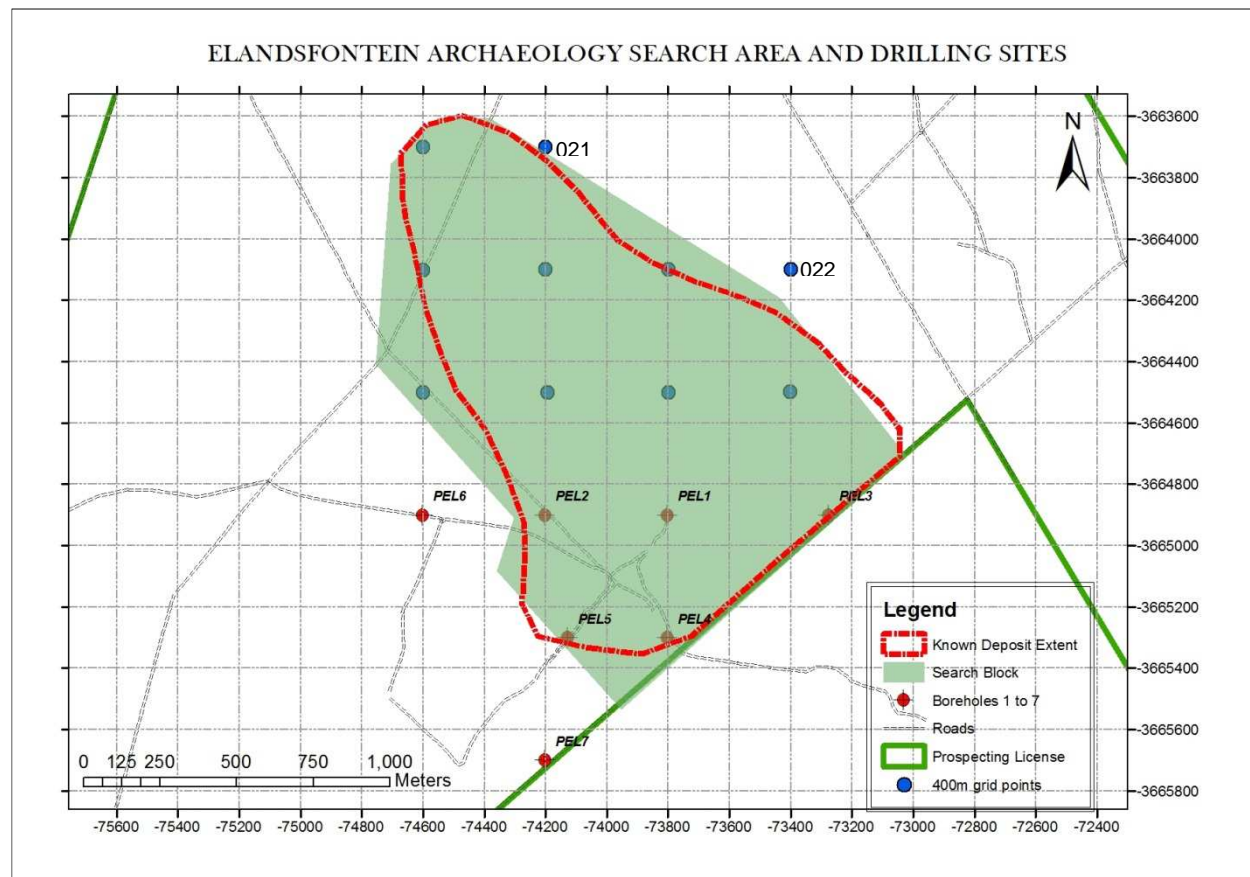 ELANDSFONTEIN ARCHAEOLOGY SEARCH AREA AND DRILLING SITES
N
021
022
-3663600
-3663800
-3664000
-3664200
-3664400
-3664600
-3664800
-3665000
-3665200
-3665400
-3665600
-3665800
PEL6
PEL2
PEL1
PEL3
PEL5
PEL4
PEL7
Legend
Known Deposit Extent
Search Block
Boreholes 1 to 7
Roads
Prospecting License
400m grid points
0 125 250 500 750 1,000
Meters
-75600 -75400 -75200 -75000 -74800 -74600 -74400 -74200 -74000 -73800 -73600 -73400 -73200 -73000 -72800 -72600 -72400